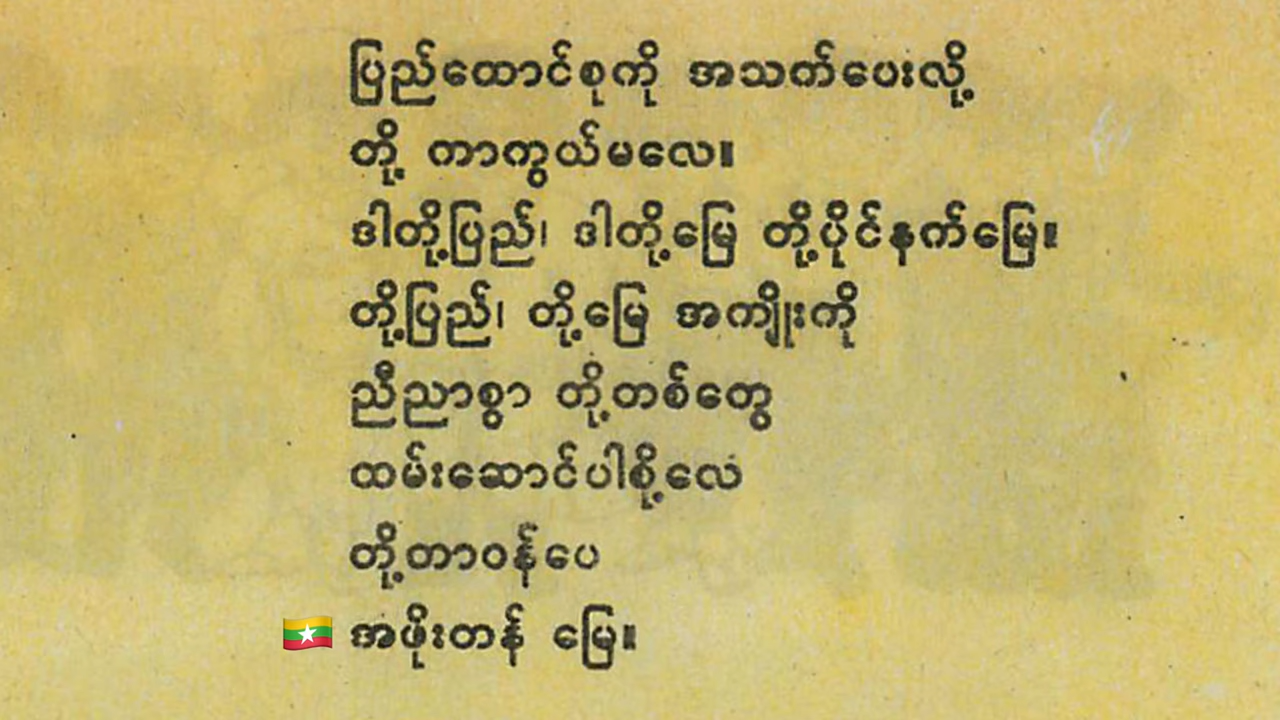 ပြည်ထောင်စုကို အသက်ပေးလို့
တို့ ကာကွယ်မလေ။
ဒါတို့ပြည်၊ ဒါတို့မြေ တို့ပိုင်နက်မြေ။
တို့ပြည်၊ တို့မြေ အကျိုးကို
ညီညာစွာ တို့တစ်တွေ
ထမ်းဆောင်ပါစို့လေ
တို့တာဝန်ပေ
🇲🇲 အဖိုးတန် မြေ။